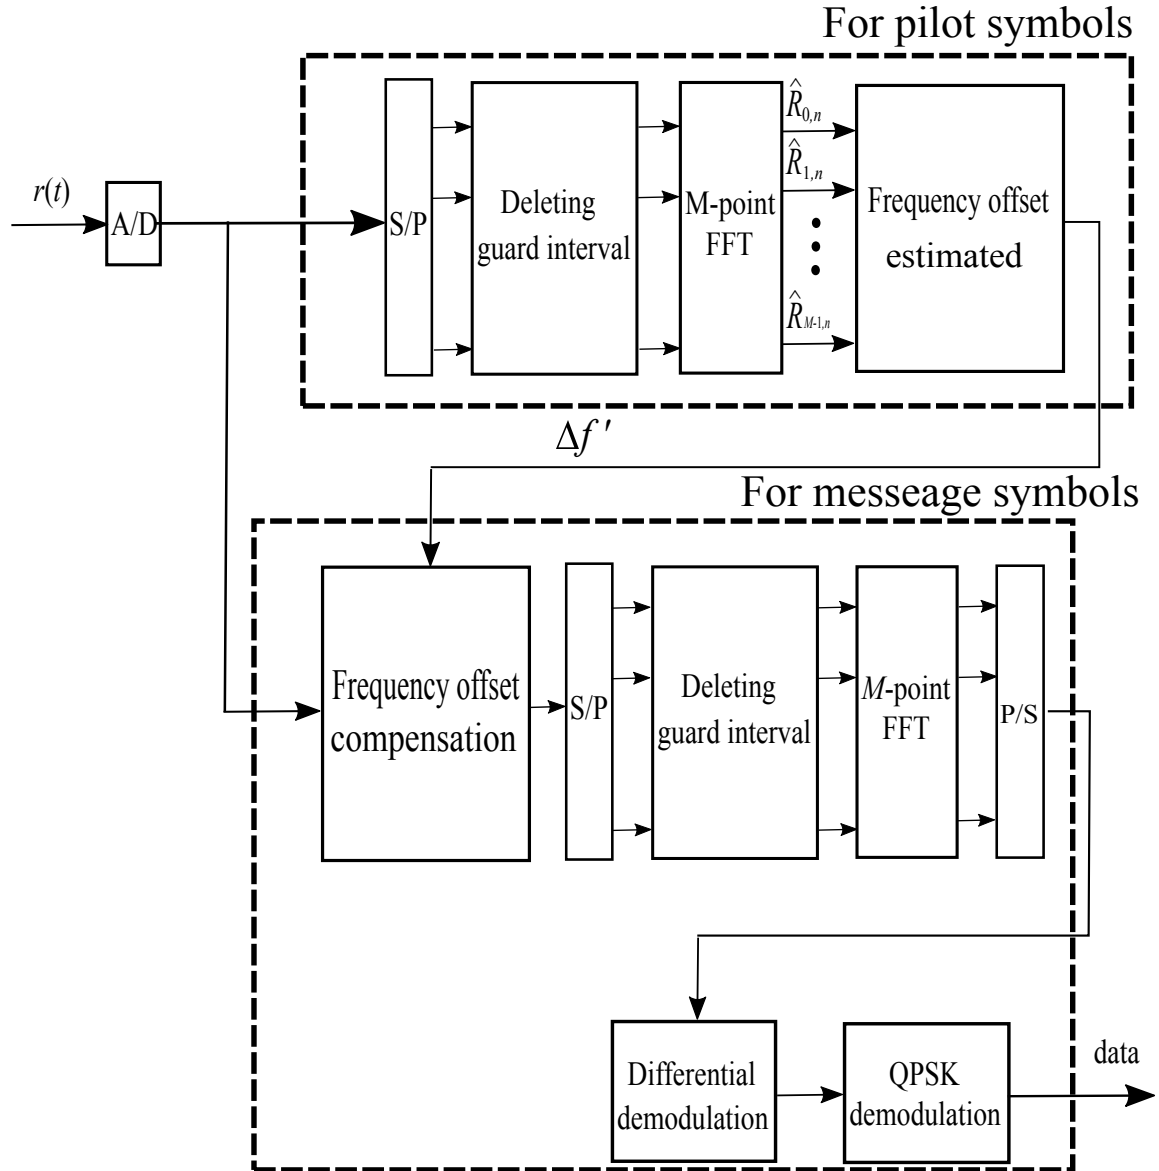 For pilot symbols
r(t)
A/D
S/P
Deleting
guard interval
M-point
FFT
R̂0,n
R̂1,n
R̂M-1,n
Frequency offset
estimated
Δf '
For messeage symbols
Frequency offset
compensation
S/P
Deleting
guard interval
M-point
FFT
P/S
Differential
demodulation
QPSK
demodulation
data